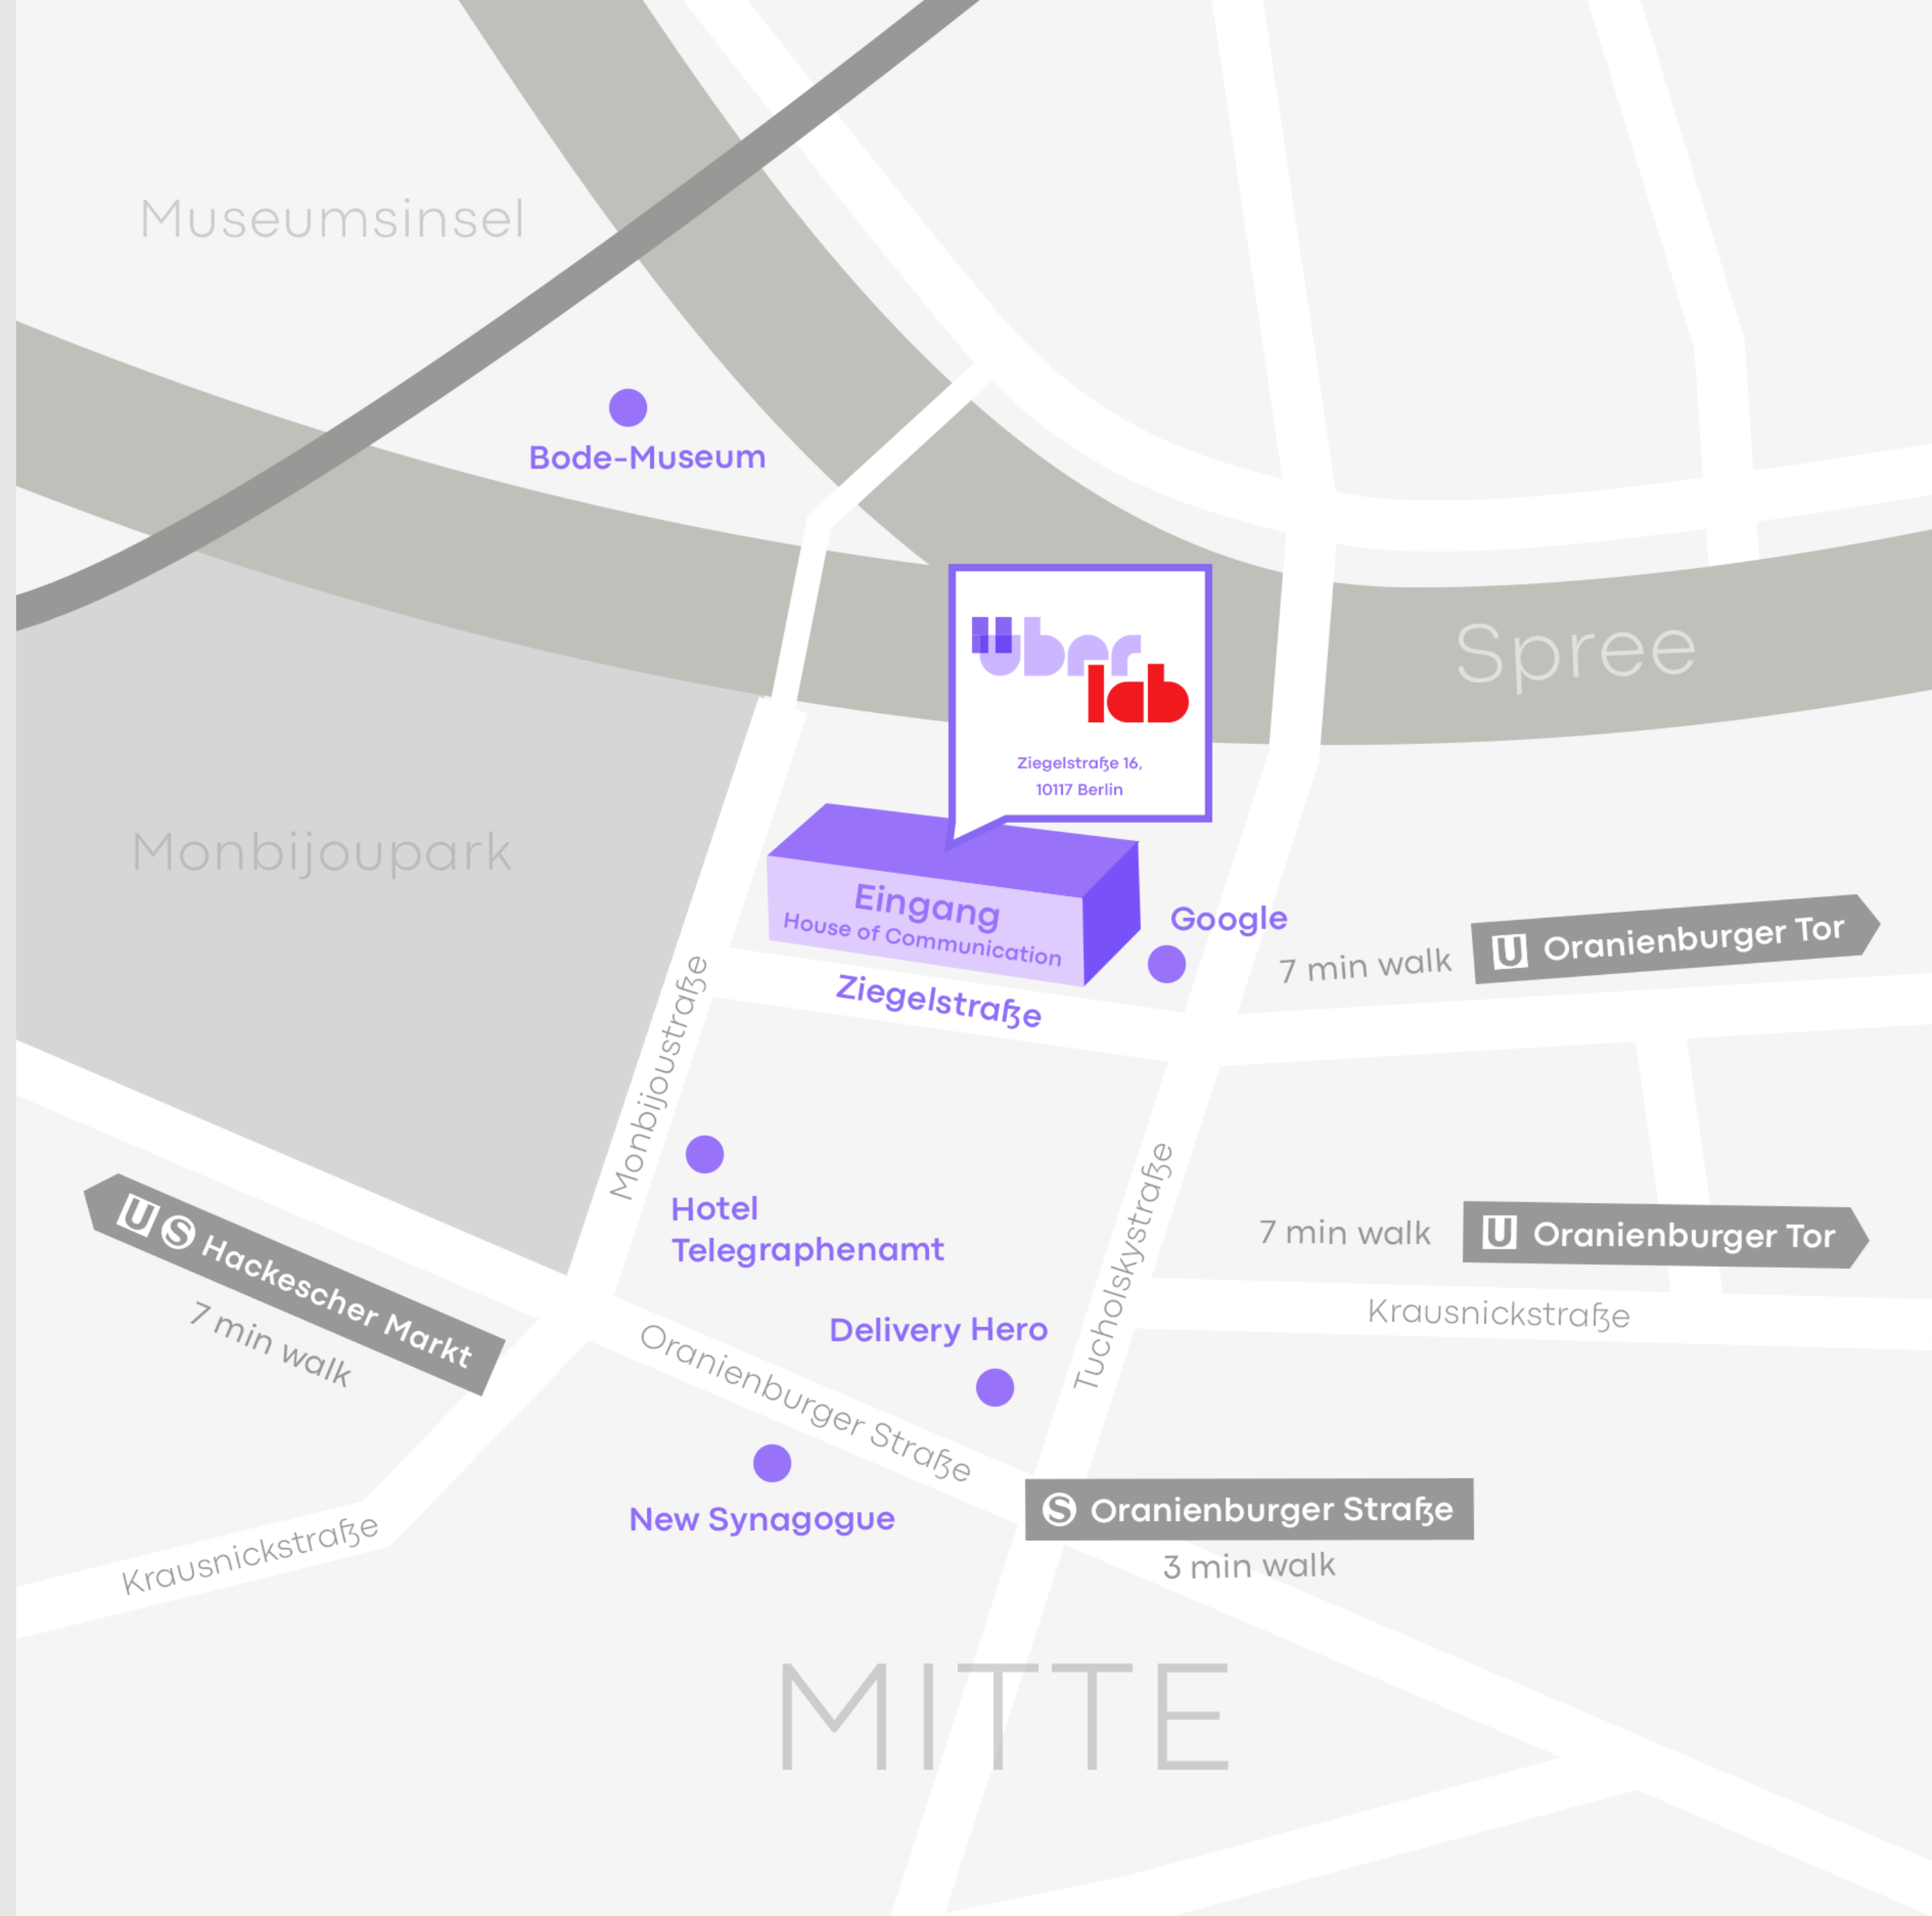 Museumsinsel
Bode-Museum
Spree
über
lab
Ziegelstraße 16,
10117 Berlin
Monbijoupark
Eingang
House of Communication
Google
Ziegelstraße
7 min walk
U Oranienburger Tor
Monbijoustraße
Hotel
Telegraphenamt
Tucholskystraße
7 min walk
U Oranienburger Tor
Krausnickstraße
U S Hackescher Markt
7 min walk
Delivery Hero
Oranienburger Straße
New Synagogue
S Oranienburger Straße
3 min walk
Krausnickstraße
MITTE